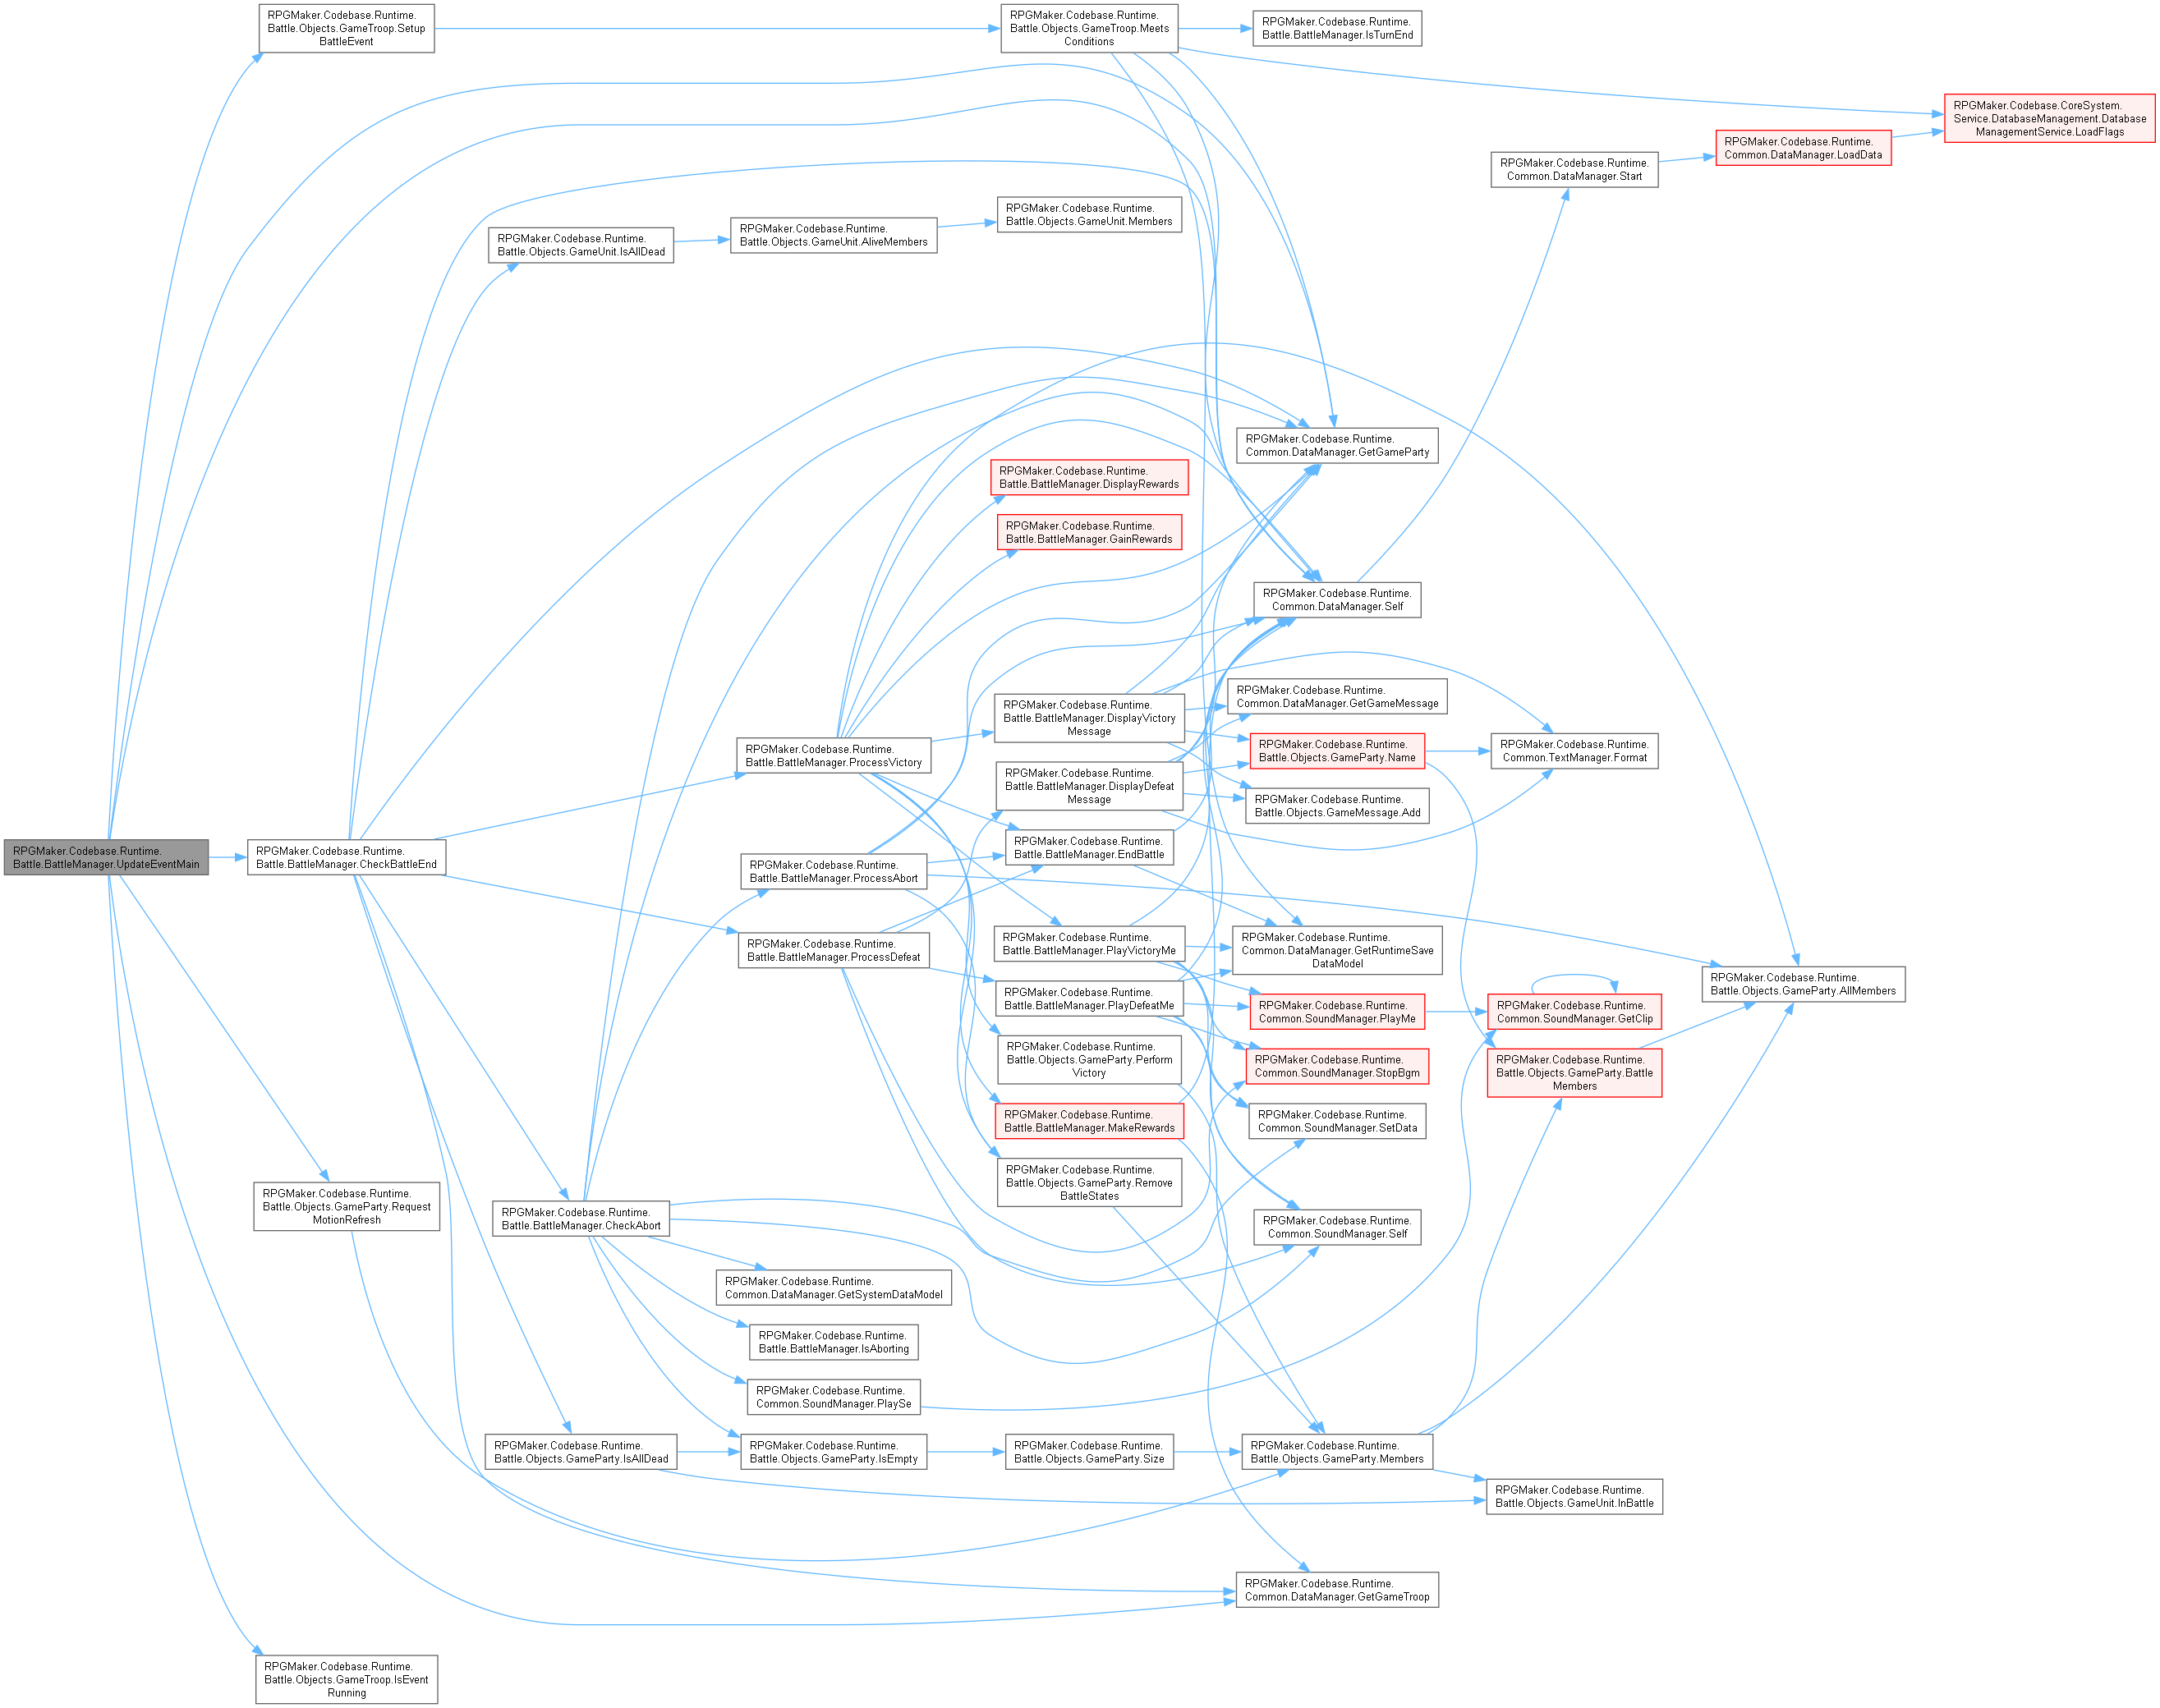 RPGMaker.Codebase.Runtime.
Battle.BattleManager.UpdateEventMain
RPGMaker.Codebase.Runtime.
Battle.Objects.GameTroop.Setup
BattleEvent
RPGMaker.Codebase.Runtime.
Battle.BattleManager.CheckBattleEnd
RPGMaker.Codebase.Runtime.
Battle.Objects.GameParty.Request
MotionRefresh
RPGMaker.Codebase.Runtime.
Battle.Objects.GameTroop.IsEvent
Running
RPGMaker.Codebase.Runtime.
Battle.Objects.GameUnit.IsAllDead
RPGMaker.Codebase.Runtime.
Battle.BattleManager.CheckAbort
RPGMaker.Codebase.Runtime.
Battle.Objects.GameParty.IsAllDead
RPGMaker.Codebase.Runtime.
Battle.Objects.GameUnit.AliveMembers
RPGMaker.Codebase.Runtime.
Battle.BattleManager.ProcessVictory
RPGMaker.Codebase.Runtime.
Battle.BattleManager.ProcessAbort
RPGMaker.Codebase.Runtime.
Battle.BattleManager.ProcessDefeat
RPGMaker.Codebase.Runtime.
Common.DataManager.GetSystemDataModel
RPGMaker.Codebase.Runtime.
Battle.BattleManager.IsAborting
RPGMaker.Codebase.Runtime.
Common.SoundManager.PlaySe
RPGMaker.Codebase.Runtime.
Battle.Objects.GameParty.IsEmpty
RPGMaker.Codebase.Runtime.
Battle.Objects.GameTroop.Meets
Conditions
RPGMaker.Codebase.Runtime.
Battle.Objects.GameUnit.Members
RPGMaker.Codebase.Runtime.
Battle.BattleManager.DisplayRewards
RPGMaker.Codebase.Runtime.
Battle.BattleManager.GainRewards
RPGMaker.Codebase.Runtime.
Battle.BattleManager.DisplayVictory
Message
RPGMaker.Codebase.Runtime.
Battle.BattleManager.DisplayDefeat
Message
RPGMaker.Codebase.Runtime.
Battle.BattleManager.EndBattle
RPGMaker.Codebase.Runtime.
Battle.BattleManager.PlayVictoryMe
RPGMaker.Codebase.Runtime.
Battle.BattleManager.PlayDefeatMe
RPGMaker.Codebase.Runtime.
Battle.Objects.GameParty.Perform
Victory
RPGMaker.Codebase.Runtime.
Battle.BattleManager.MakeRewards
RPGMaker.Codebase.Runtime.
Battle.Objects.GameParty.Remove
BattleStates
RPGMaker.Codebase.Runtime.
Battle.Objects.GameParty.Size
RPGMaker.Codebase.Runtime.
Battle.BattleManager.IsTurnEnd
RPGMaker.Codebase.Runtime.
Common.DataManager.GetGameParty
RPGMaker.Codebase.Runtime.
Common.DataManager.Self
RPGMaker.Codebase.Runtime.
Common.DataManager.GetGameMessage
RPGMaker.Codebase.Runtime.
Battle.Objects.GameParty.Name
RPGMaker.Codebase.Runtime.
Battle.Objects.GameMessage.Add
RPGMaker.Codebase.Runtime.
Common.DataManager.GetRuntimeSave
DataModel
RPGMaker.Codebase.Runtime.
Common.SoundManager.PlayMe
RPGMaker.Codebase.Runtime.
Common.SoundManager.StopBgm
RPGMaker.Codebase.Runtime.
Common.SoundManager.SetData
RPGMaker.Codebase.Runtime.
Common.SoundManager.Self
RPGMaker.Codebase.Runtime.
Battle.Objects.GameParty.Members
RPGMaker.Codebase.Runtime.
Common.DataManager.GetGameTroop
RPGMaker.Codebase.Runtime.
Common.DataManager.Start
RPGMaker.Codebase.Runtime.
Common.TextManager.Format
RPGMaker.Codebase.Runtime.
Common.SoundManager.GetClip
RPGMaker.Codebase.Runtime.
Battle.Objects.GameParty.Battle
Members
RPGMaker.Codebase.Runtime.
Battle.Objects.GameUnit.InBattle
RPGMaker.Codebase.Runtime.
Common.DataManager.LoadData
RPGMaker.Codebase.Runtime.
Battle.Objects.GameParty.AllMembers
RPGMaker.Codebase.CoreSystem.
Service.DatabaseManagement.Database
ManagementService.LoadFlags